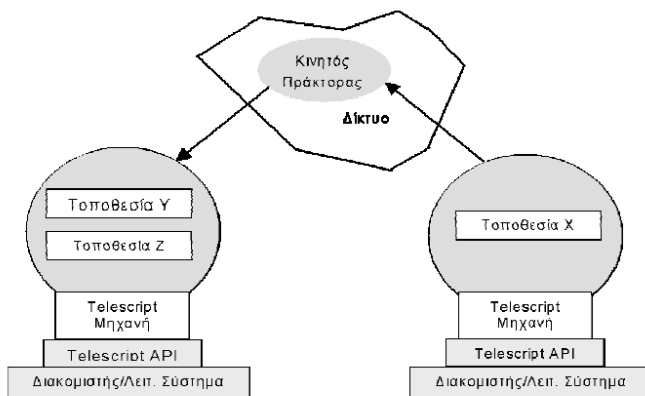 Κινητός
Πράκτορας
Δίκτυο
Τοποθεσία Υ
Τοποθεσία Ζ
Telescript
Μηχανή
Telescript API
Διακομιστής/Λειτ. Σύστημα
Τοποθεσία Χ
Telescript
Μηχανή
Telescript API
Διακομιστής/Λειτ. Σύστημα